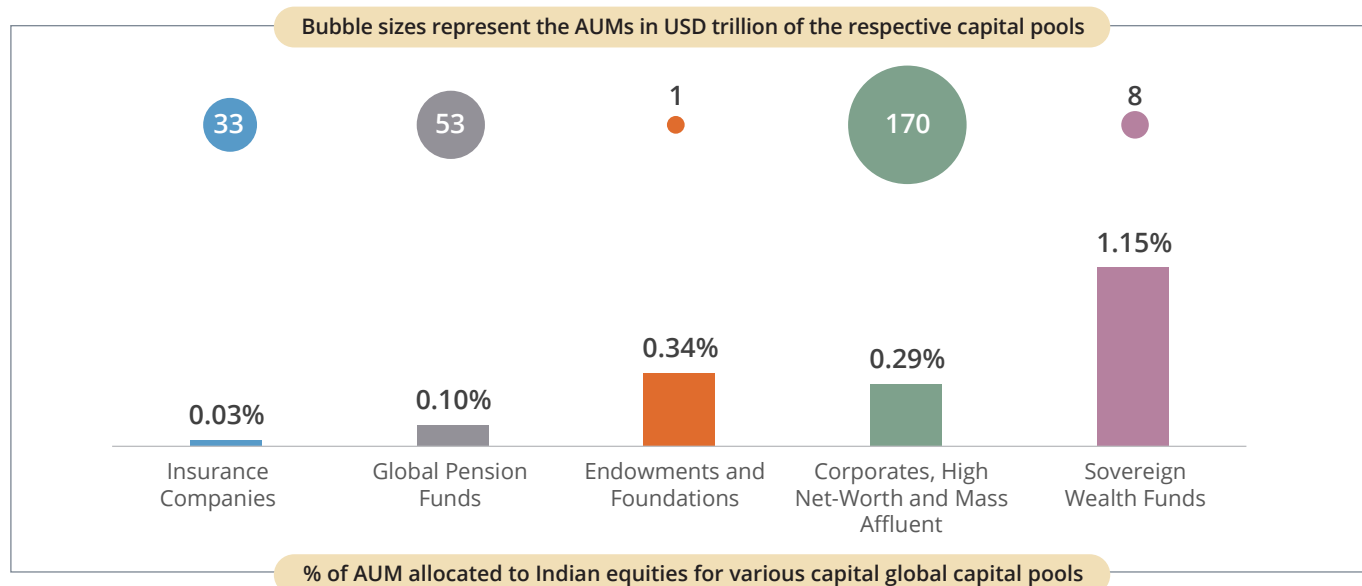 Bubble sizes represent the AUMs in USD trillion of the respective capital pools
33
53
1
170
8
0.03%
0.10%
0.34%
0.29%
1.15%
Insurance
Companies
Global Pension
Funds
Endowments and
Foundations
Corporates, High
Net-Worth and Mass
Affluent
Sovereign
Wealth Funds
% of AUM allocated to Indian equities for various capital global capital pools